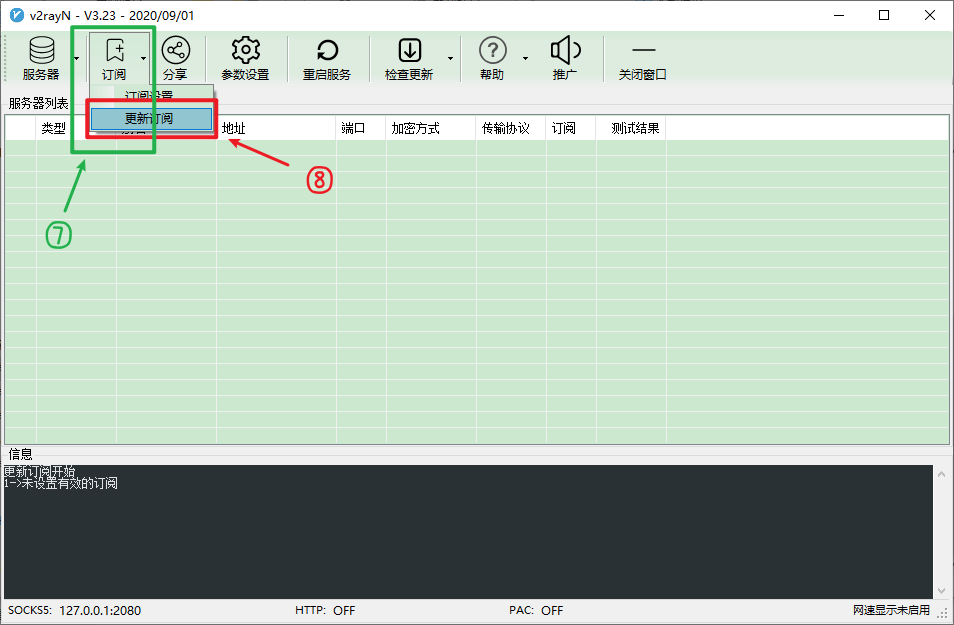 v2rayN - V3.23 - 2020/09/01
服务器 订阅 分享 参数设置 重启服务 检查更新 帮助 推广 关闭窗口
订阅设置
服务器列表
更新订阅
类型 地址 端口 加密方式 传输协议 订阅 测试结果
⑧
⑦
信息
更新订阅开始
1->未设置有效的订阅
SOCKS5: 127.0.0.1:2080 HTTP: OFF PAC: OFF 网速显示未启用